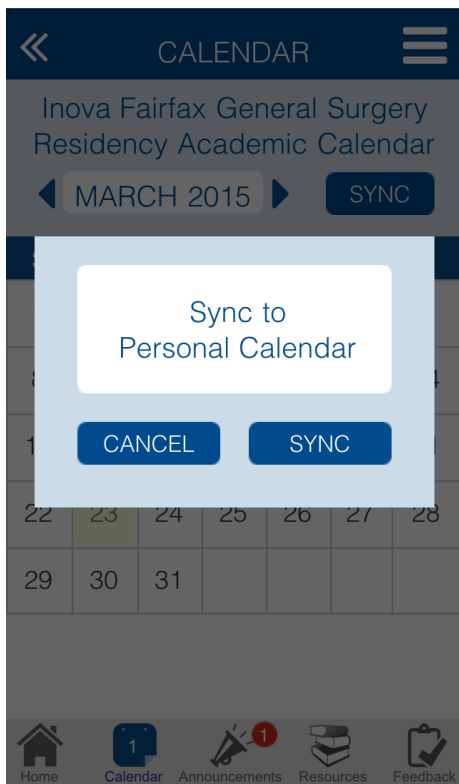 CALENDAR
Inova Fairfax General Surgery
Residency Academic Calendar
MARCH 2015 SYNC
Sync to
Personal Calendar
CANCEL SYNC
22 23 24 25 26 27 28
29 30 31
1 1
Home Calendar Announcements Resources Feedback